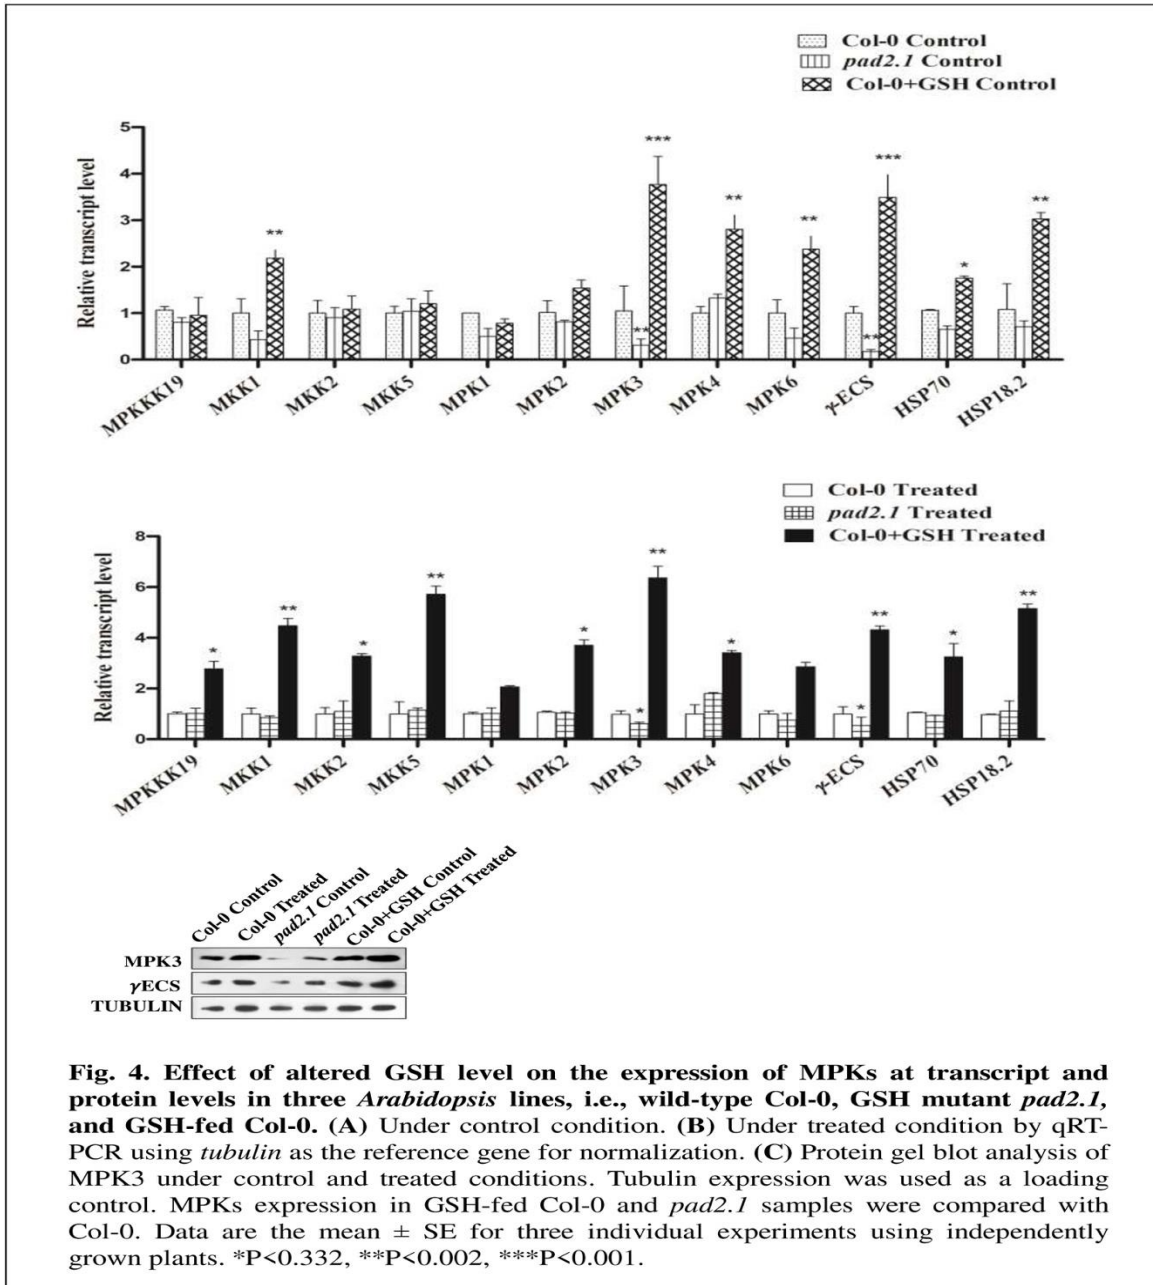 Col-0 Control
pad2.1 Control
Col-0+GSH Control
Relative transcript level
5
4
3
2
1
0
***
**
**
**
**
***
**
*
**
MPKKK19
MKK1
MKK2
MKK5
MPK1
MPK2
MPK3
MPK4
MPK6
γ-ECS
HSP70
HSP18.2
Col-0 Treated
pad2.1 Treated
Col-0+GSH Treated
Relative transcript level
8
6
4
2
0
*
**
*
**
*
*
**
*
*
**
*
**
MPKKK19
MKK1
MKK2
MKK5
MPK1
MPK2
MPK3
MPK4
MPK6
γ-ECS
HSP70
HSP18.2
Col-0 Control
Col-0 Treated
pad2.1 Control
pad2.1 Treated
Col-0+GSH Control
Col-0+GSH Treated
MPK3
γECS
TUBULIN
Fig. 4. Effect of altered GSH level on the expression of MPKs at transcript and
protein levels in three Arabidopsis lines, i.e., wild-type Col-0, GSH mutant pad2.1,
and GSH-fed Col-0. (A) Under control condition. (B) Under treated condition by qRT-
PCR using tubulin as the reference gene for normalization. (C) Protein gel blot analysis of
MPK3 under control and treated conditions. Tubulin expression was used as a loading
control. MPKs expression in GSH-fed Col-0 and pad2.1 samples were compared with
Col-0. Data are the mean ± SE for three individual experiments using independently
grown plants. *P<0.332, **P<0.002, ***P<0.001.